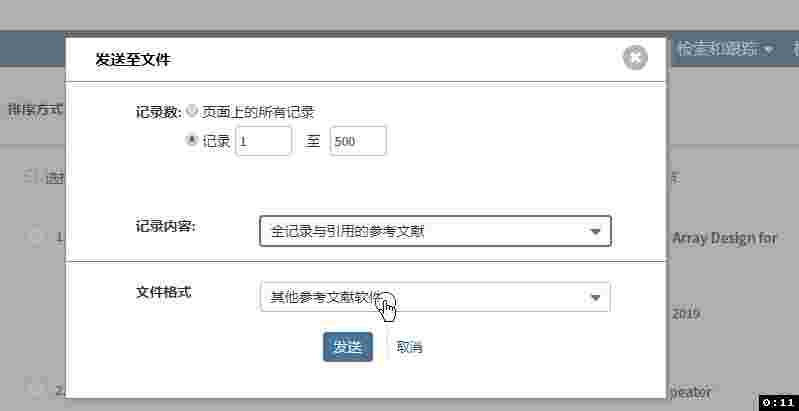 检索和跟踪
发送至文件
排序方式
记录数: 页面上的所有记录
记录 1 至 500
选择
记录内容: 全记录与引用的参考文献
1.
Array Design for
文件格式 其他参考文献软件
2019
发送 取消
2.
peater
0:11